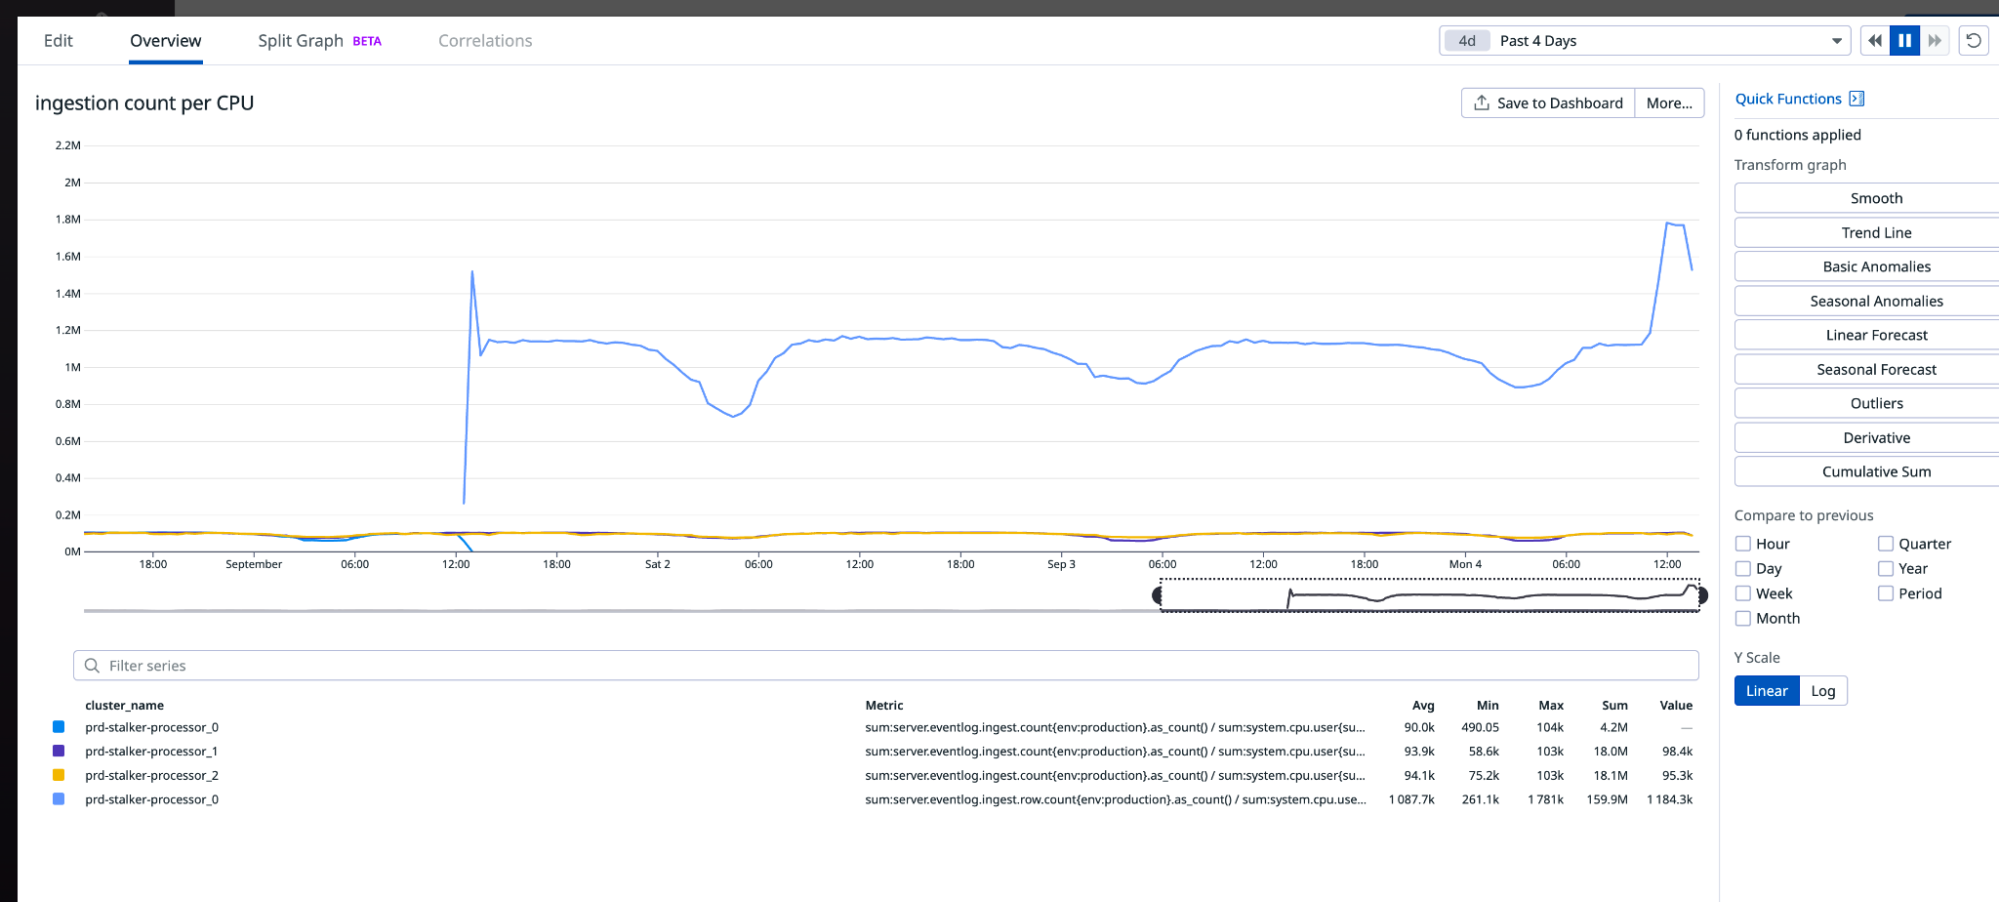 Edit Overview Split Graph BETA Correlations 4d Past 4 Days
ingestion count per CPU Save to Dashboard More...
2.2M
2M
1.8M
1.6M
1.4M
1.2M
1M
0.8M
0.6M
0.4M
0.2M
0M
18:00 September 06:00 12:00 18:00 Sat 2 06:00 12:00 18:00 Sep 3 06:00 12:00 18:00 Mon 4 06:00 12:00
Filter series
cluster_name Metric Avg Min Max Sum Value
prd-stalker-processor_0 sum:server.eventlog.ingest.count{env:production}.as_count() / sum:system.cpu.user{su... 90.0k 490.05 104k 4.2M —
prd-stalker-processor_1 sum:server.eventlog.ingest.count{env:production}.as_count() / sum:system.cpu.user{su... 93.9k 58.6k 103k 18.0M 98.4k
prd-stalker-processor_2 sum:server.eventlog.ingest.count{env:production}.as_count() / sum:system.cpu.user{su... 94.1k 75.2k 103k 18.1M 95.3k
prd-stalker-processor_0 sum:server.eventlog.ingest.row.count{env:production}.as_count() / sum:system.cpu.use... 1 087.7k 261.1k 1 781k 159.9M 1 184.3k
Quick Functions
0 functions applied
Transform graph
Smooth
Trend Line
Basic Anomalies
Seasonal Anomalies
Linear Forecast
Seasonal Forecast
Outliers
Derivative
Cumulative Sum
Compare to previous
Hour Quarter
Day Year
Week Period
Month
Y Scale
Linear Log